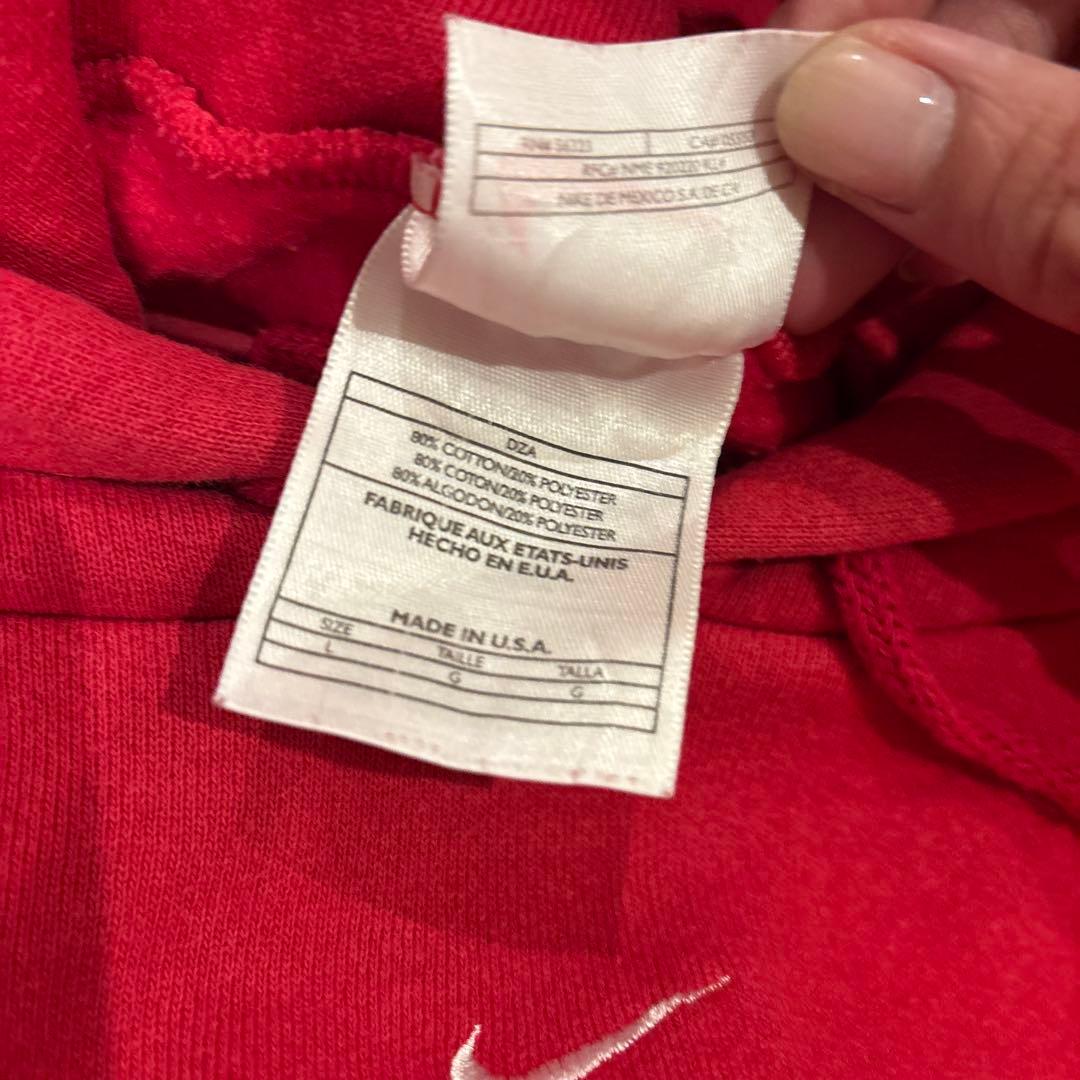 RN# 56323 CA# 05553
RFC# NME 920220 KL6
NIKE DE MEXICO S.A. DE C.V.
DZA
80% COTTON/20% POLYESTER
80% COTON/20% POLYESTER
80% ALGODON/20% POLYESTER
FABRIQUE AUX ETATS-UNIS
HECHO EN E.U.A.
MADE IN U.S.A.
SIZE TAILLE TALLA
L G G